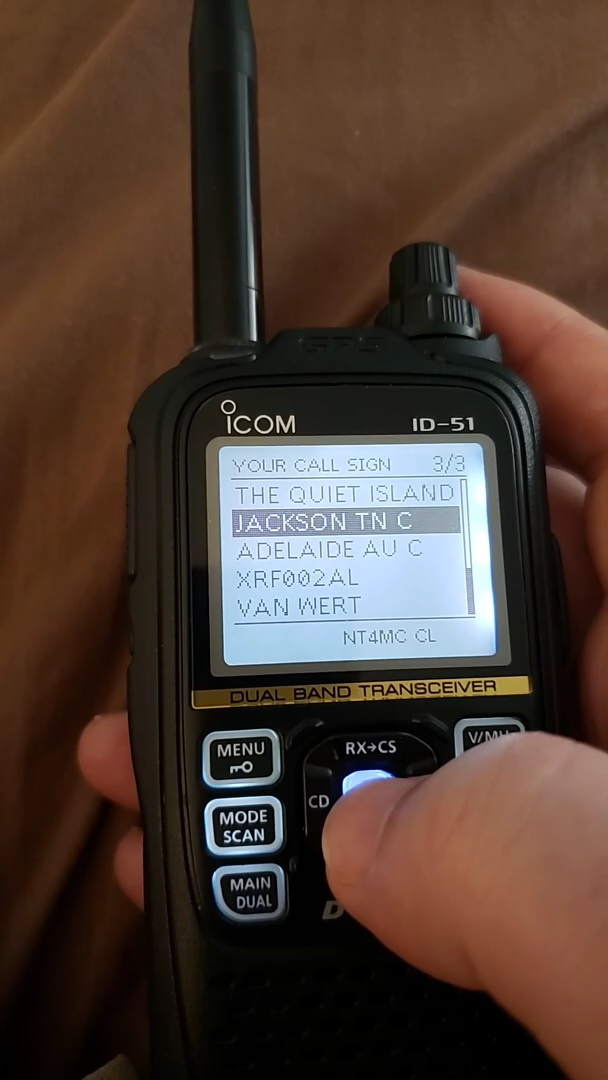 GPS
ICOM
ID-51
YOUR CALL SIGN 3/3
THE QUIET ISLAND
JACKSON TN C
ADELAIDE AU C
XRF002AL
VAN WERT
NT4MC CL
DUAL BAND TRANSCEIVER
MENU
RX→CS
CD
MODE
SCAN
MAIN
DUAL